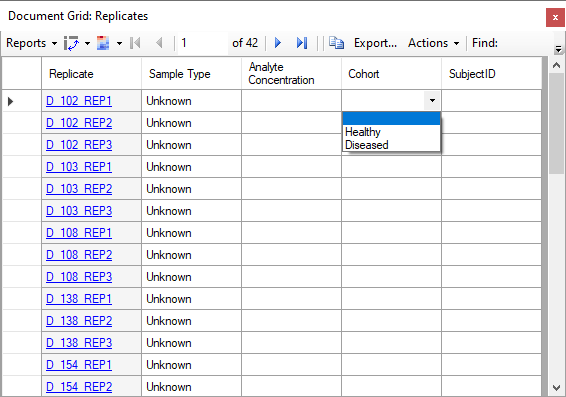 Document Grid: Replicates
x
Reports 1 of 42 Export... Actions Find:
Replicate Sample Type Analyte Concentration Cohort SubjectID
D_102_REP1 Unknown
D_102_REP2 Unknown Healthy
D_102_REP3 Unknown Diseased
D_103_REP1 Unknown
D_103_REP2 Unknown
D_103_REP3 Unknown
D_108_REP1 Unknown
D_108_REP2 Unknown
D_108_REP3 Unknown
D_138_REP1 Unknown
D_138_REP2 Unknown
D_138_REP3 Unknown
D_154_REP1 Unknown
D_154_REP2 Unknown